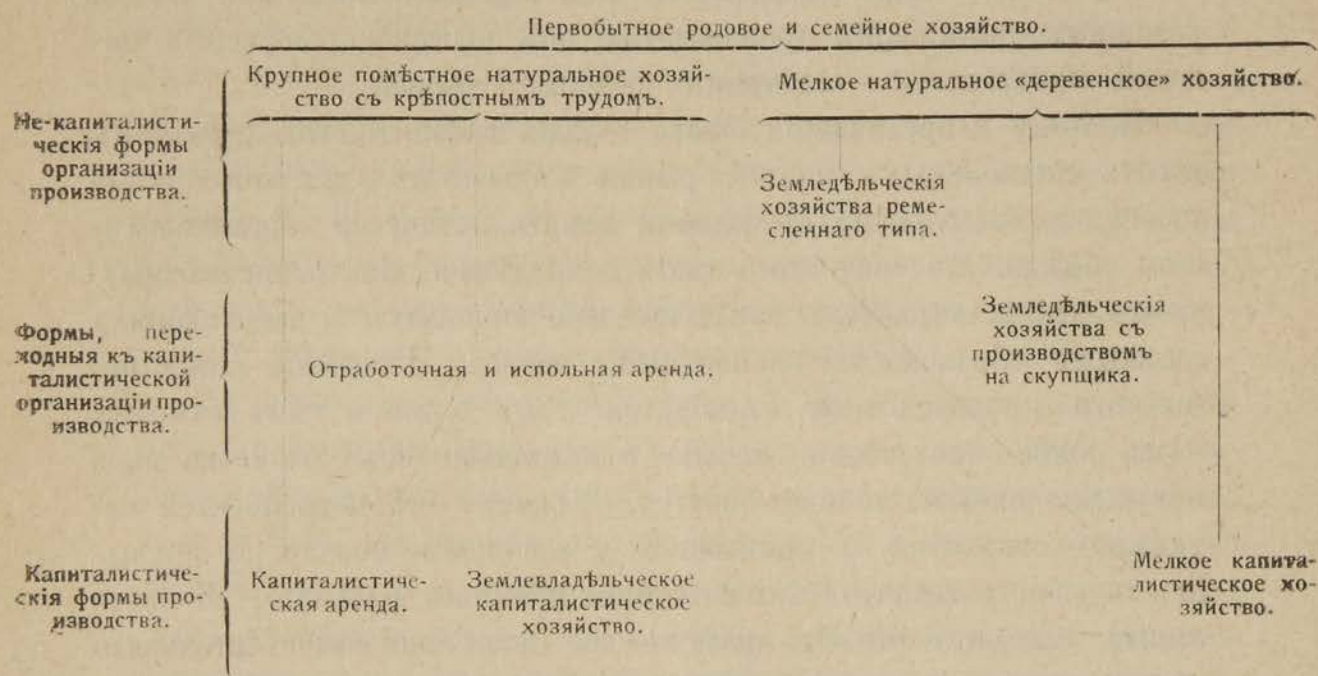 Первобытное родовое и семейное хозяйство.
Крупное помѣстное натуральное хозяй-
ство съ крѣпостнымъ трудомъ.
Мелкое натуральное «деревенское» хозяйство.
Не-капиталисти-
ческія формы
организаціи
производства.
Земледѣльческія
хозяйства реме-
сленнаго типа.
Формы, пере-
ходныя къ капи-
талистической
организаціи про-
изводства.
Отработочная и испольная аренда.
Земледѣльческія
хозяйства съ
производствомъ
на скупщика.
Капиталистиче-
скія формы про-
изводства.
Капиталистиче-
ская аренда.
Землевладѣльческое
капиталистическое
хозяйство.
Мелкое капита-
листическое хо-
зяйство.